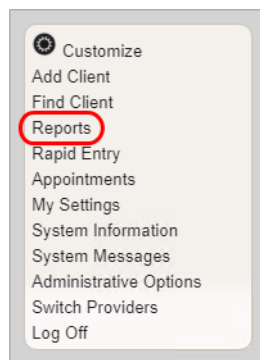 Customize
Add Client
Find Client
Reports
Rapid Entry
Appointments
My Settings
System Information
System Messages
Administrative Options
Switch Providers
Log Off